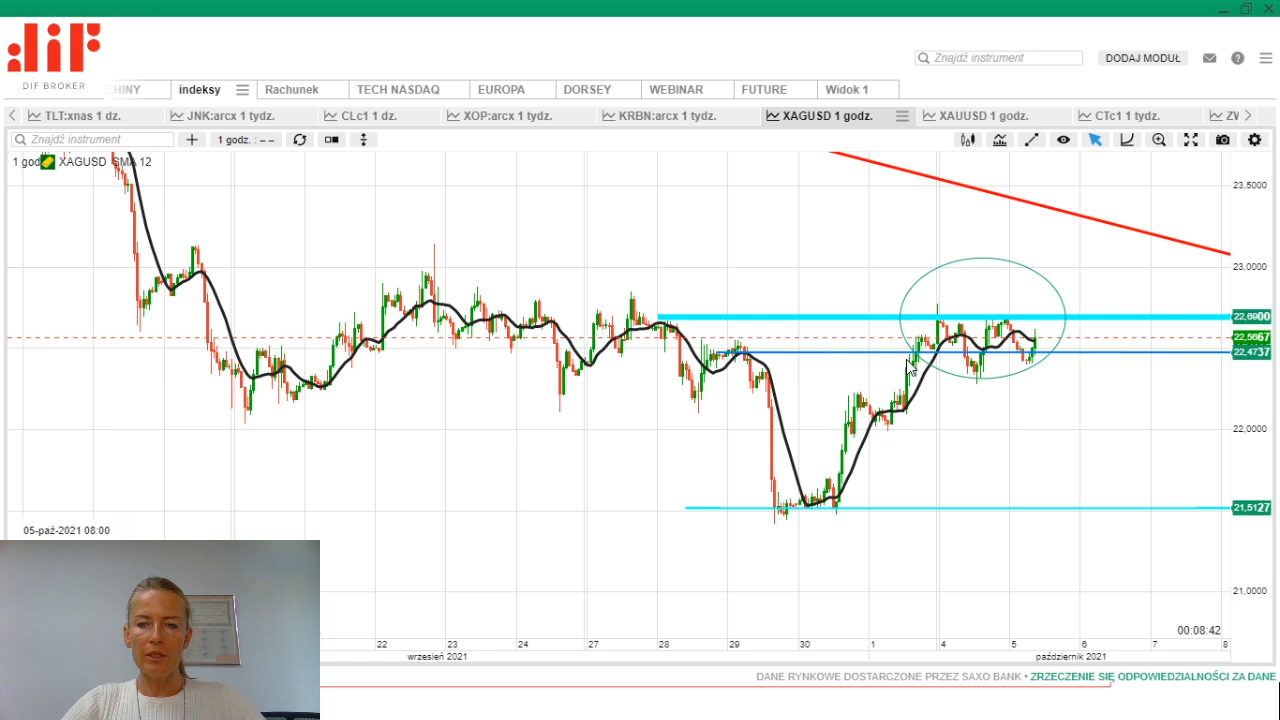 dif
DIF BROKER
Znajdź instrument
DODAJ MODUŁ
CHINY
indeksy
Rachunek
TECH NASDAQ
EUROPA
DORSEY
WEBINAR
FUTURE
Widok 1
TLT:xnas 1 dz.
JNK:arcx 1 tydz.
CLc1 1 dz.
XOP:arcx 1 tydz.
KRBN:arcx 1 tydz.
XAGUSD 1 godz.
XAUUSD 1 godz.
CTc1 1 tydz.
ZW
Znajdź instrument
1 godz. : – –
1 god XAGUSD SMA 12
23,5000
23,0000
22,6900
22,5667
22,4737
22,0000
21,5127
21,0000
05-paź-2021 08:00
00:08:42
22 23 24 27 28 29 30 1 4 5 6 7 8
wrzesień 2021 październik 2021
DANE RYNKOWE DOSTARCZONE PRZEZ SAXO BANK • ZRZECZENIE SIĘ ODPOWIEDZIALNOŚCI ZA DANE